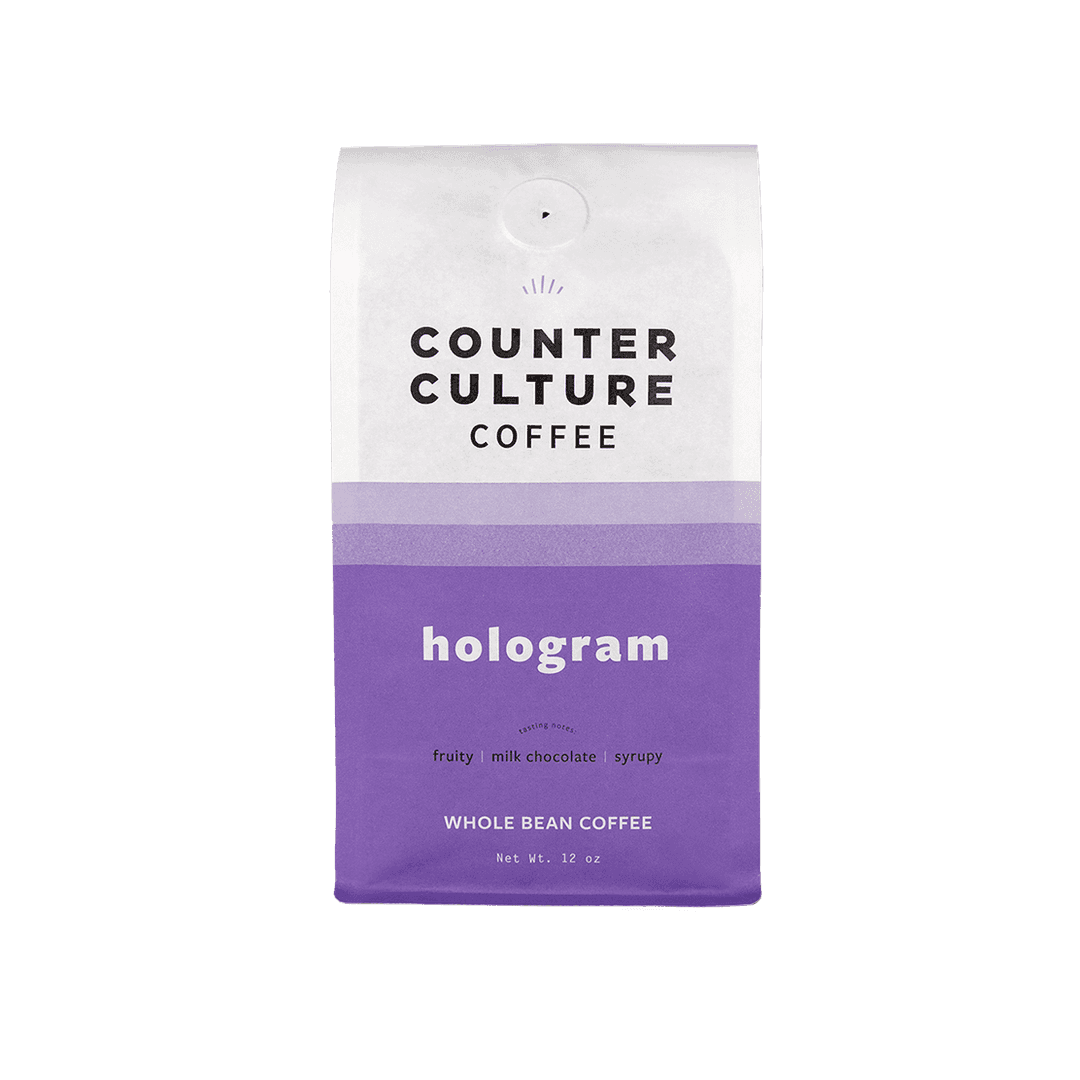 COUNTER
CULTURE
COFFEE
hologram
tasting notes:
fruity | milk chocolate | syrupy
WHOLE BEAN COFFEE
Net Wt. 12 oz